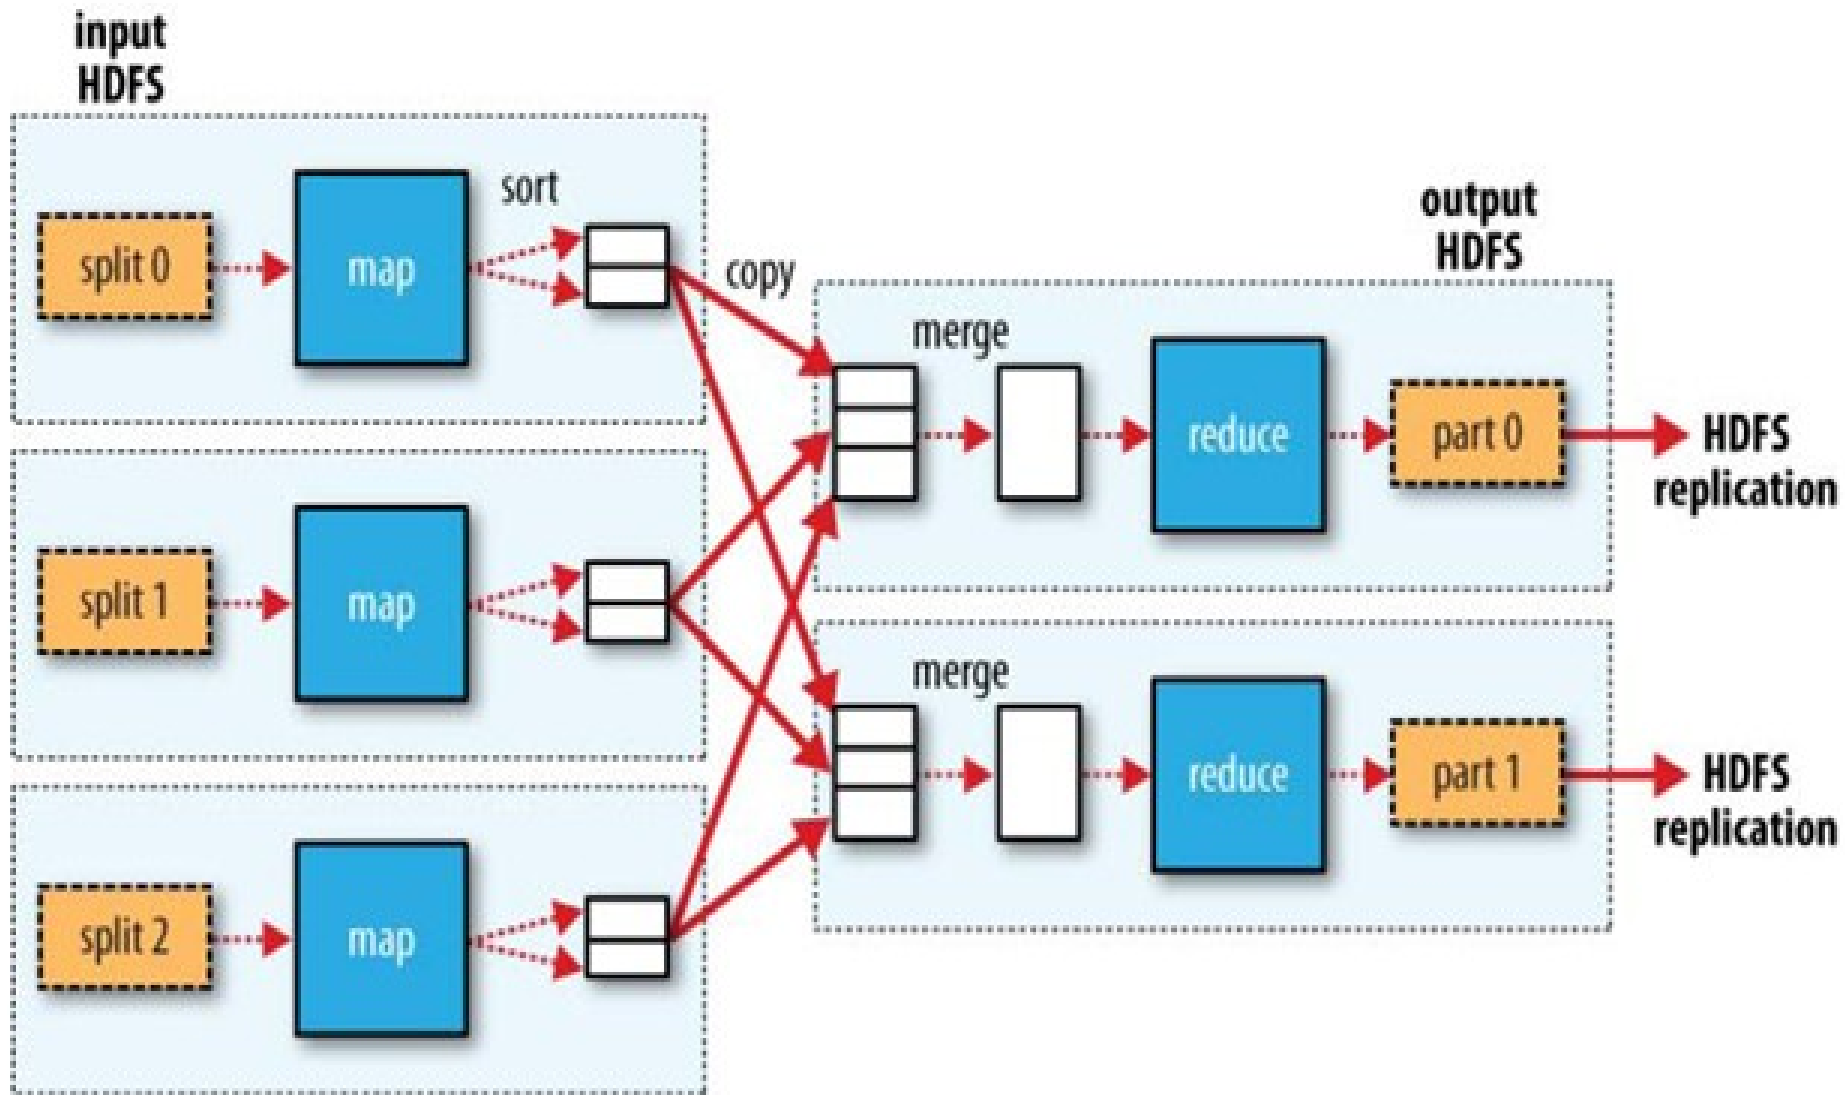 input
HDFS
split 0
map
sort
copy
split 1
map
split 2
map
output
HDFS
merge
reduce
part 0
HDFS
replication
merge
reduce
part 1
HDFS
replication